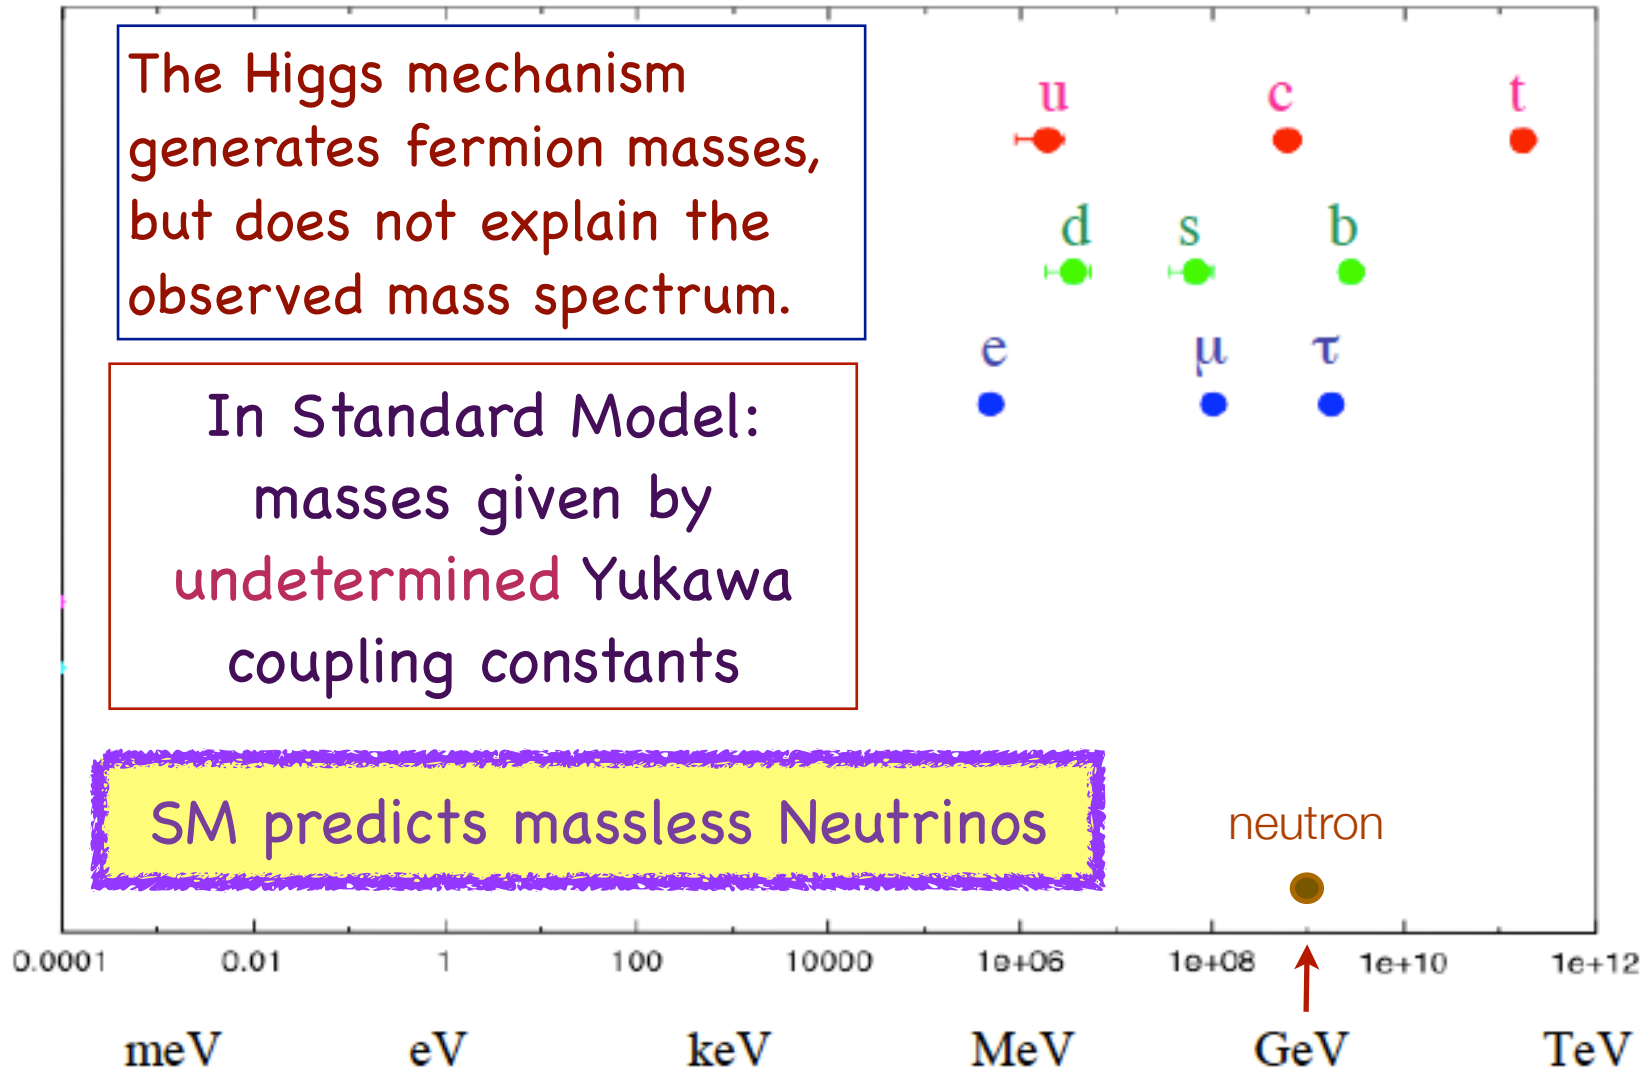 The Higgs mechanism
generates fermion masses,
but does not explain the
observed mass spectrum.
u c t
d s b
e μ τ
In Standard Model:
masses given by
undetermined Yukawa
coupling constants
SM predicts massless Neutrinos
neutron
0.0001 0.01 1 100 10000 1e+06 1e+08 1e+10 1e+12
meV eV keV MeV GeV TeV